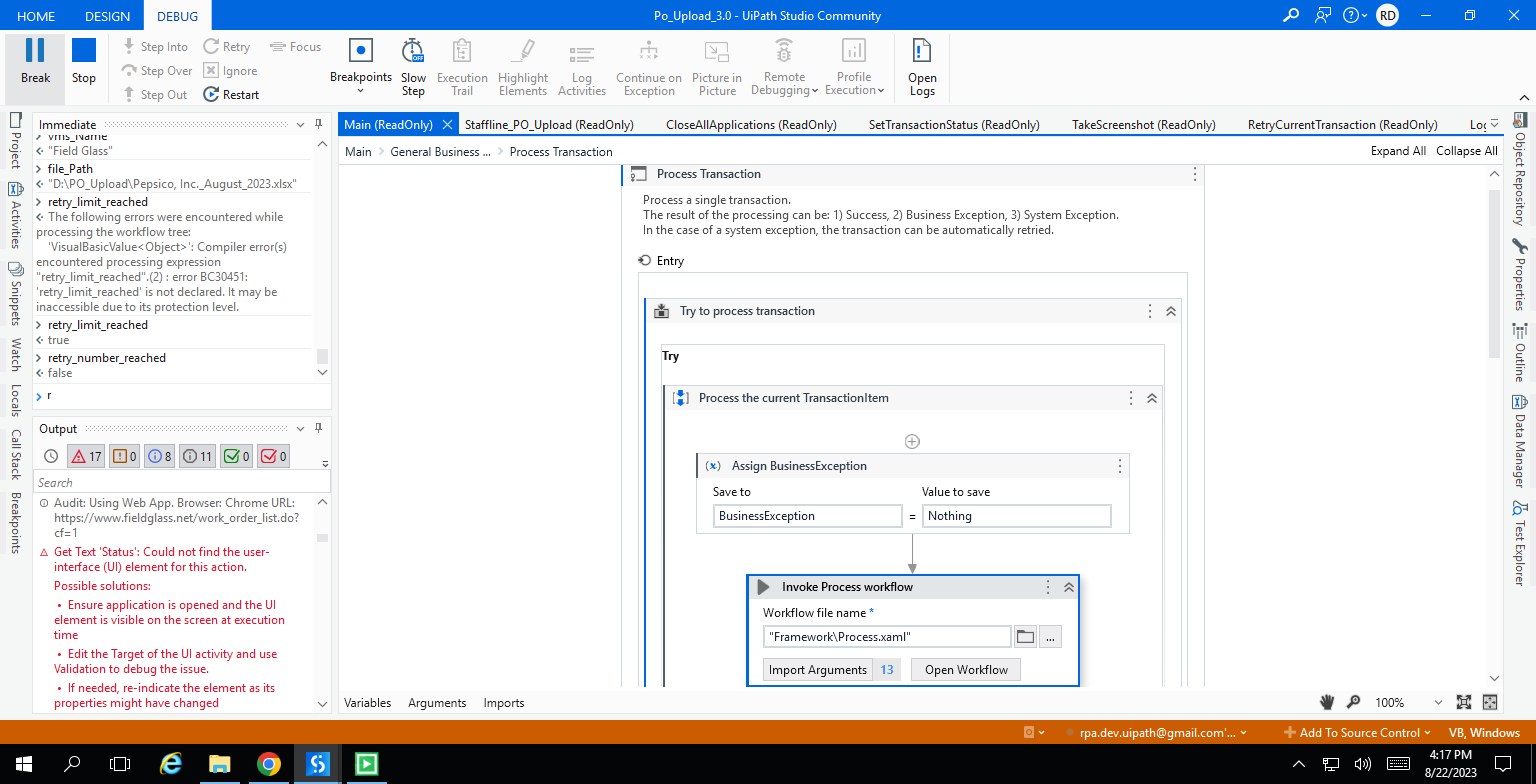 HOME DESIGN DEBUG Po_Upload_3.0 - UiPath Studio Community RD
Break Stop Step Into Step Over Step Out Retry Ignore Restart Focus
Breakpoints Slow Step Execution Trail Highlight Elements Log Activities Continue on Exception Picture in Picture Remote Debugging Profile Execution Open Logs
Project
Activities
Snippets
Watch
Locals
Call Stack
Breakpoints
Immediate
> vms_Name
"Field Glass"
> file_Path
"D:\PO_Upload\Pepsico, Inc._August_2023.xlsx"
> retry_limit_reached
The following errors were encountered while
processing the workflow tree:
'VisualBasicValue<Object>': Compiler error(s)
encountered processing expression
"retry_limit_reached".(2) : error BC30451:
'retry_limit_reached' is not declared. It may be
inaccessible due to its protection level.
> retry_limit_reached
true
> retry_number_reached
false
> r
Output
17 0 8 11 0 0
Search
Audit: Using Web App. Browser: Chrome URL:
https://www.fieldglass.net/work_order_list.do?
cf=1
Get Text 'Status': Could not find the user-
interface (UI) element for this action.
Possible solutions:
• Ensure application is opened and the UI
element is visible on the screen at execution
time
• Edit the Target of the UI activity and use
Validation to debug the issue.
• If needed, re-indicate the element as its
properties might have changed
Main (ReadOnly) Staffline_PO_Upload (ReadOnly) CloseAllApplications (ReadOnly) SetTransactionStatus (ReadOnly) TakeScreenshot (ReadOnly) RetryCurrentTransaction (ReadOnly)
Main > General Business ... > Process Transaction Expand All Collapse All
Process Transaction
Process a single transaction.
The result of the processing can be: 1) Success, 2) Business Exception, 3) System Exception.
In the case of a system exception, the transaction can be automatically retried.
Entry
Try to process transaction
Try
Process the current TransactionItem
(x) Assign BusinessException
Save to Value to save
BusinessException = Nothing
Invoke Process workflow
Workflow file name *
"Framework\Process.xaml" ...
Import Arguments 13 Open Workflow
Variables Arguments Imports 100%
Object Repository
Properties
Outline
Data Manager
Test Explorer
rpa.dev.uipath@gmail.com'... Add To Source Control VB, Windows
4:17 PM
8/22/2023